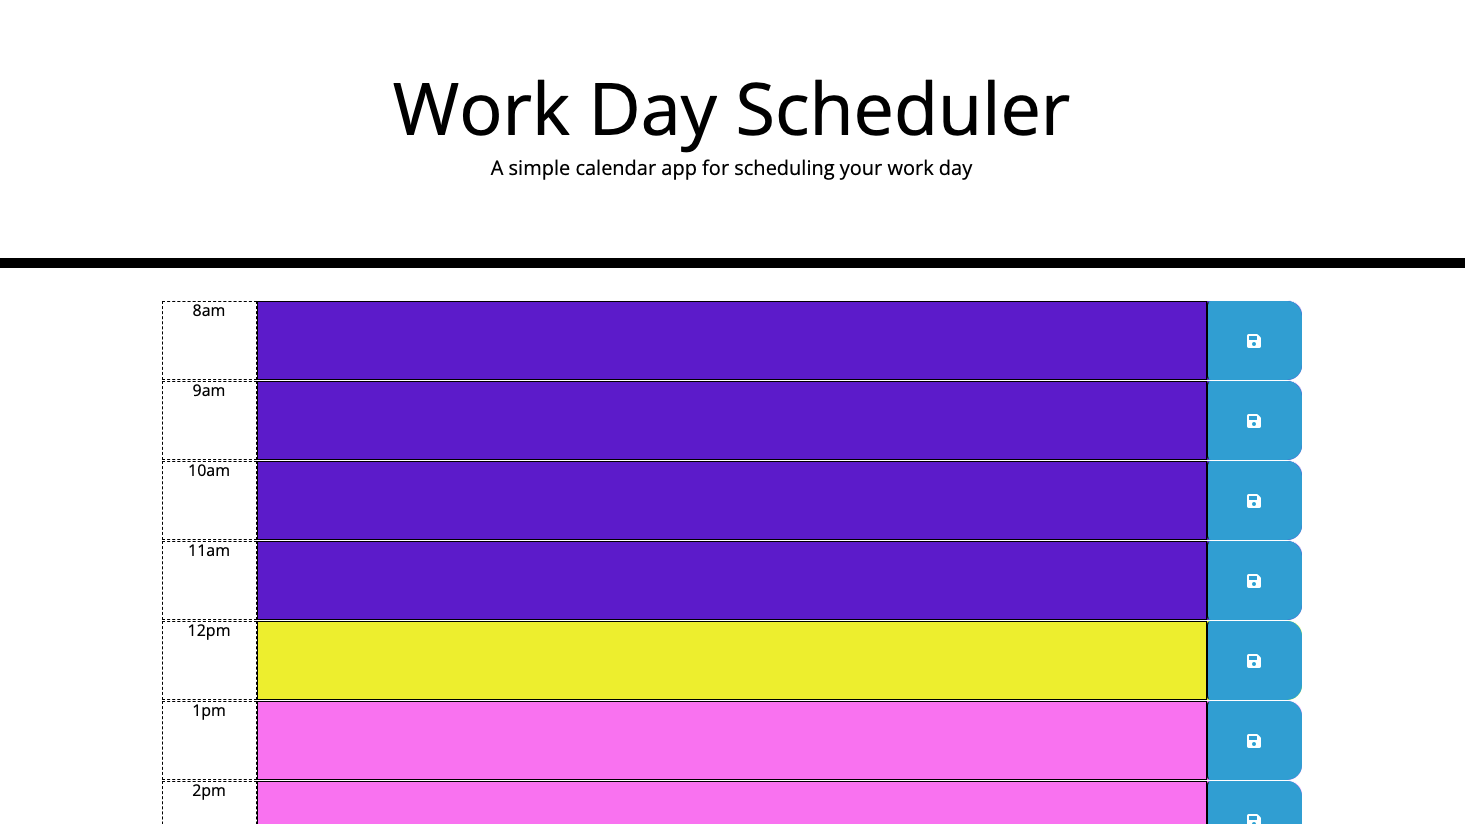 Work Day Scheduler
A simple calendar app for scheduling your work day
8am
9am
10am
11am
12pm
1pm
2pm